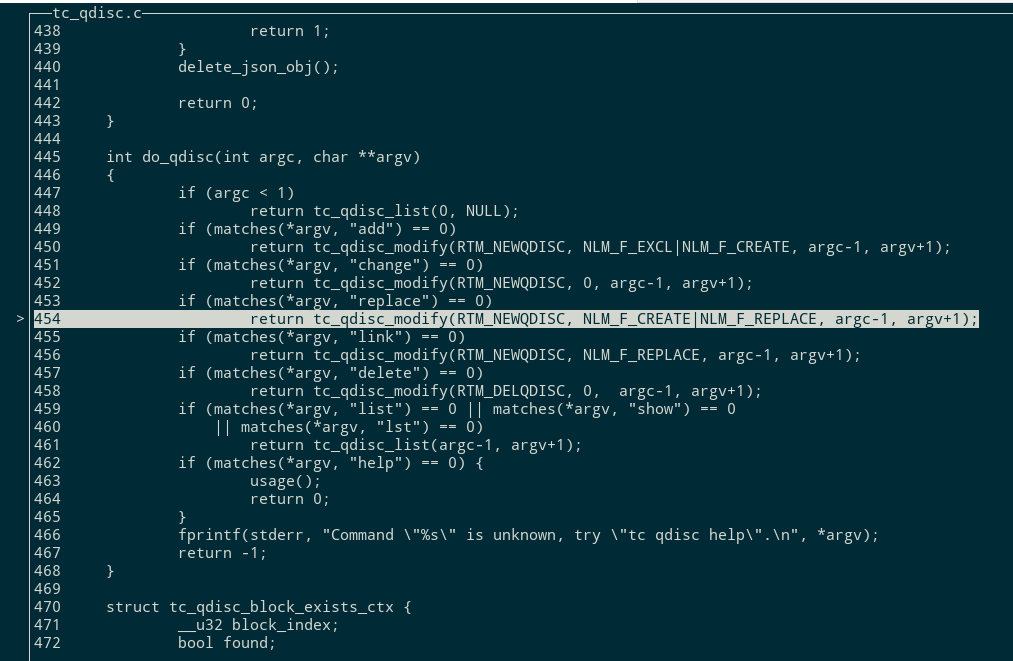 tc_qdisc.c
438                     return 1;
439             }
440             delete_json_obj();
441
442             return 0;
443     }
444
445     int do_qdisc(int argc, char **argv)
446     {
447             if (argc < 1)
448                     return tc_qdisc_list(0, NULL);
449             if (matches(*argv, "add") == 0)
450                     return tc_qdisc_modify(RTM_NEWQDISC, NLM_F_EXCL|NLM_F_CREATE, argc-1, argv+1);
451             if (matches(*argv, "change") == 0)
452                     return tc_qdisc_modify(RTM_NEWQDISC, 0, argc-1, argv+1);
453             if (matches(*argv, "replace") == 0)
> 454                     return tc_qdisc_modify(RTM_NEWQDISC, NLM_F_CREATE|NLM_F_REPLACE, argc-1, argv+1);
455             if (matches(*argv, "link") == 0)
456                     return tc_qdisc_modify(RTM_NEWQDISC, NLM_F_REPLACE, argc-1, argv+1);
457             if (matches(*argv, "delete") == 0)
458                     return tc_qdisc_modify(RTM_DELQDISC, 0,  argc-1, argv+1);
459             if (matches(*argv, "list") == 0 || matches(*argv, "show") == 0
460                 || matches(*argv, "lst") == 0)
461                     return tc_qdisc_list(argc-1, argv+1);
462             if (matches(*argv, "help") == 0) {
463                     usage();
464                     return 0;
465             }
466             fprintf(stderr, "Command \"%s\" is unknown, try \"tc qdisc help\".\n", *argv);
467             return -1;
468     }
469
470     struct tc_qdisc_block_exists_ctx {
471             __u32 block_index;
472             bool found;